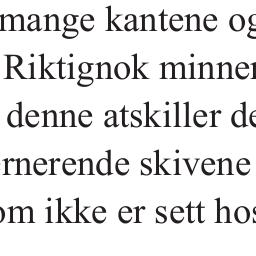 mange kantene og
Riktignok minner
denne atskiller de
rnerende skivene
om ikke er sett hos